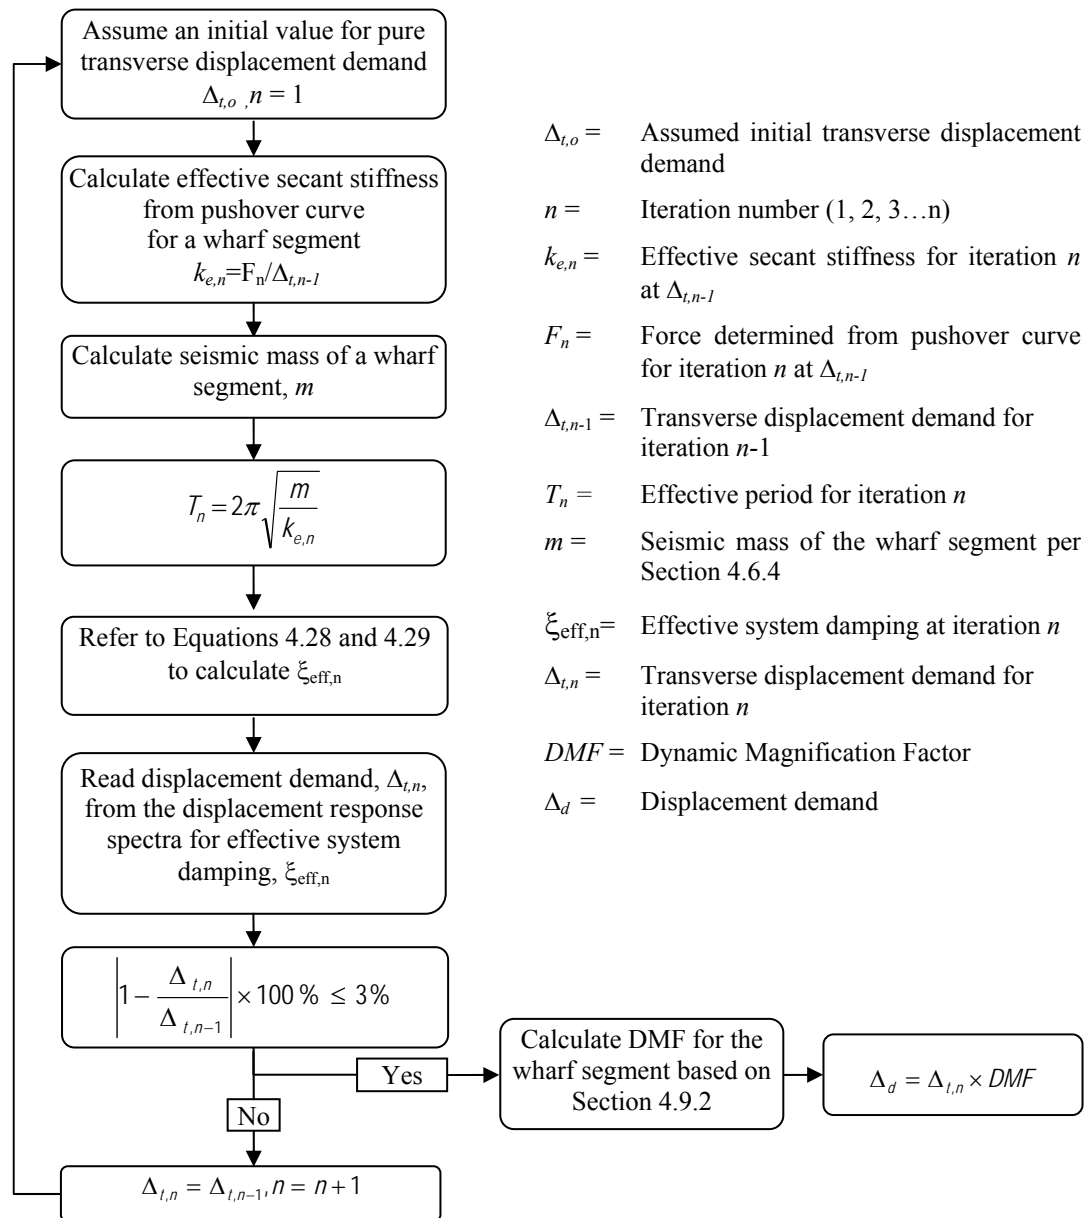 Assume an initial value for pure
transverse displacement demand
Δt,o ,n = 1
Calculate effective secant stiffness
from pushover curve
for a wharf segment
ke,n=Fn/Δt,n-1
Calculate seismic mass of a wharf
segment, m
Tn = 2π√(m/ke,n)
Refer to Equations 4.28 and 4.29
to calculate ξeff,n
Read displacement demand, Δt,n,
from the displacement response
spectra for effective system
damping, ξeff,n
|1 − Δt,n/Δt,n−1| × 100 % ≤ 3%
Yes
No
Calculate DMF for the
wharf segment based on
Section 4.9.2
Δd = Δt,n × DMF
Δt,n = Δt,n−1, n = n + 1
Δt,o = Assumed initial transverse displacement
demand
n = Iteration number (1, 2, 3…n)
ke,n = Effective secant stiffness for iteration n
at Δt,n-1
Fn = Force determined from pushover curve
for iteration n at Δt,n-1
Δt,n-1 = Transverse displacement demand for
iteration n-1
Tn = Effective period for iteration n
m = Seismic mass of the wharf segment per
Section 4.6.4
ξeff,n= Effective system damping at iteration n
Δt,n = Transverse displacement demand for
iteration n
DMF = Dynamic Magnification Factor
Δd = Displacement demand